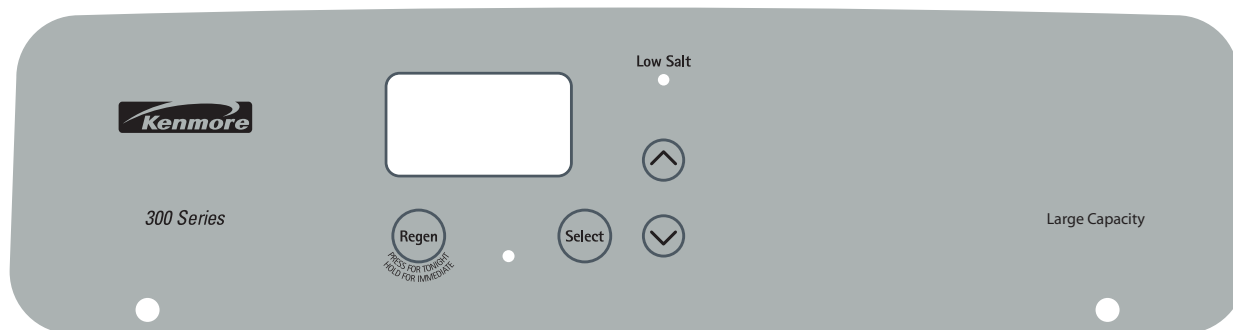 Low Salt
Kenmore
300 Series
Large Capacity
Regen
Select
PRESS FOR TONIGHT
HOLD FOR IMMEDIATE